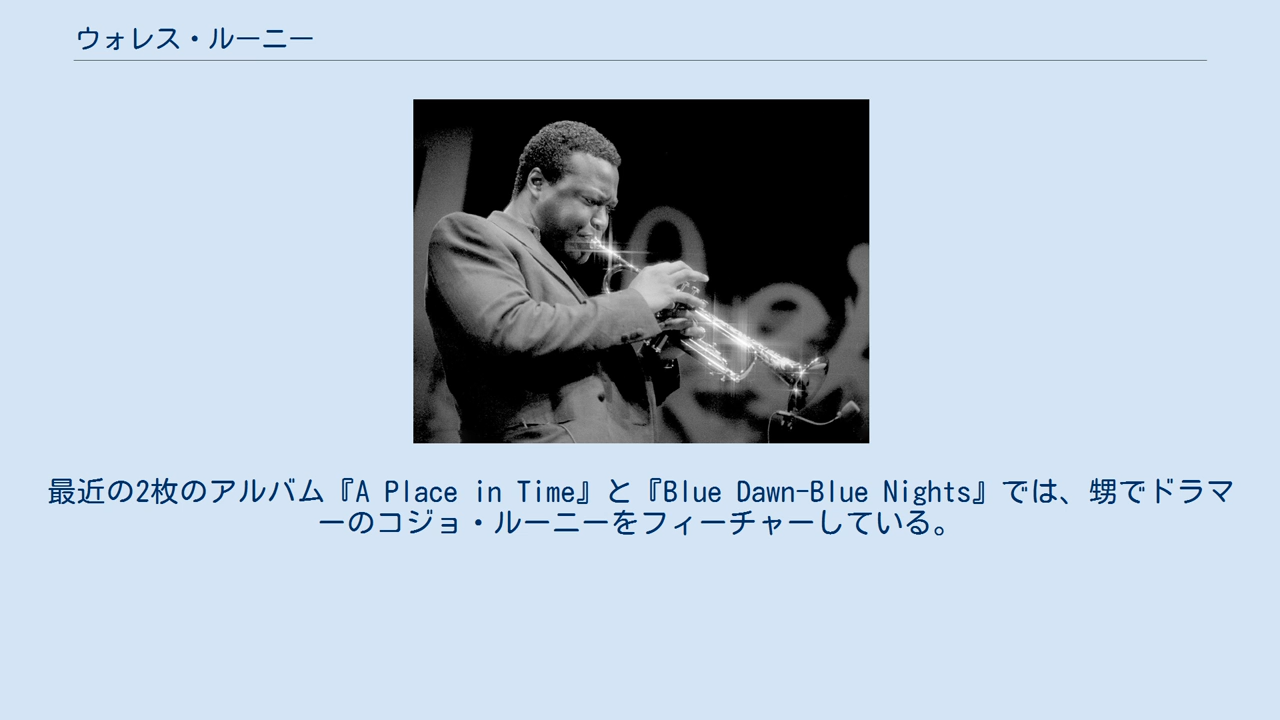 ウォレス・ルーニー
最近の2枚のアルバム『A Place in Time』と『Blue Dawn-Blue Nights』では、甥でドラマ
ーのコジョ・ルーニーをフィーチャーしている。